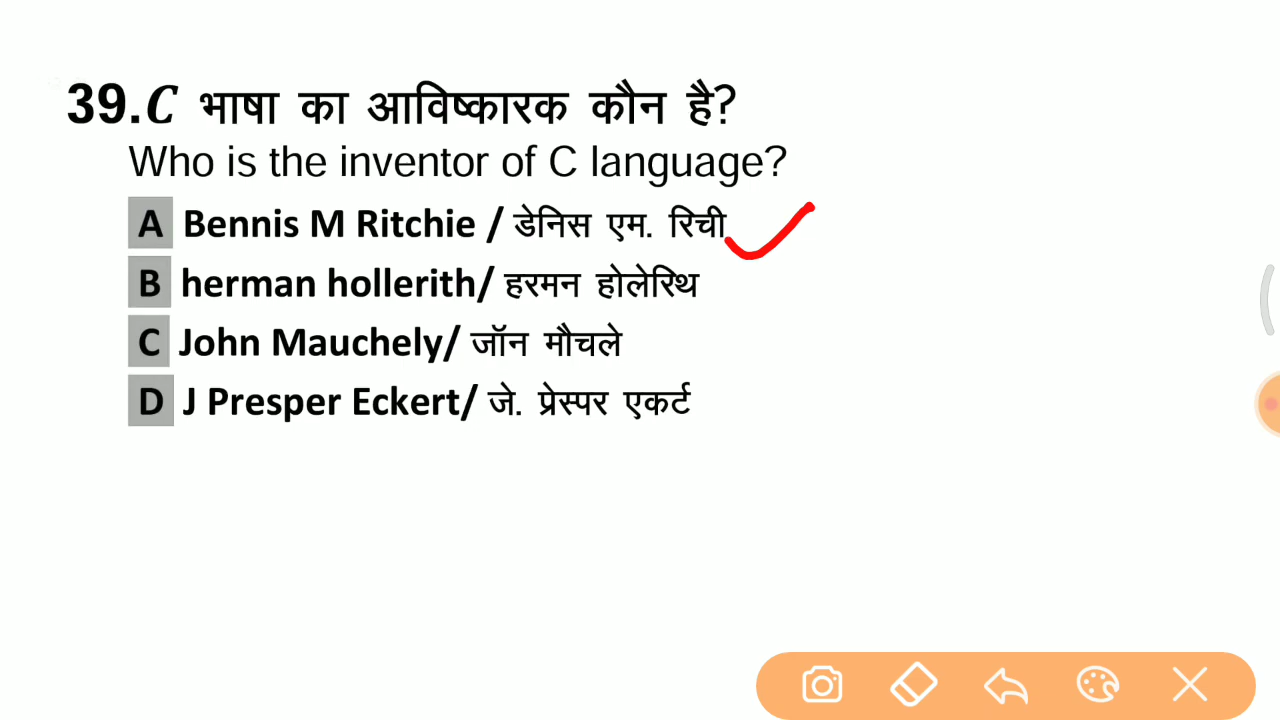 39.C भाषा का आविष्कारक कौन है?
Who is the inventor of C language?
A Bennis M Ritchie / डेनिस एम. रिची
B herman hollerith/ हरमन होलेरिथ
C John Mauchely/ जॉन मौचले
D J Presper Eckert/ जे. प्रेस्पर एकर्ट